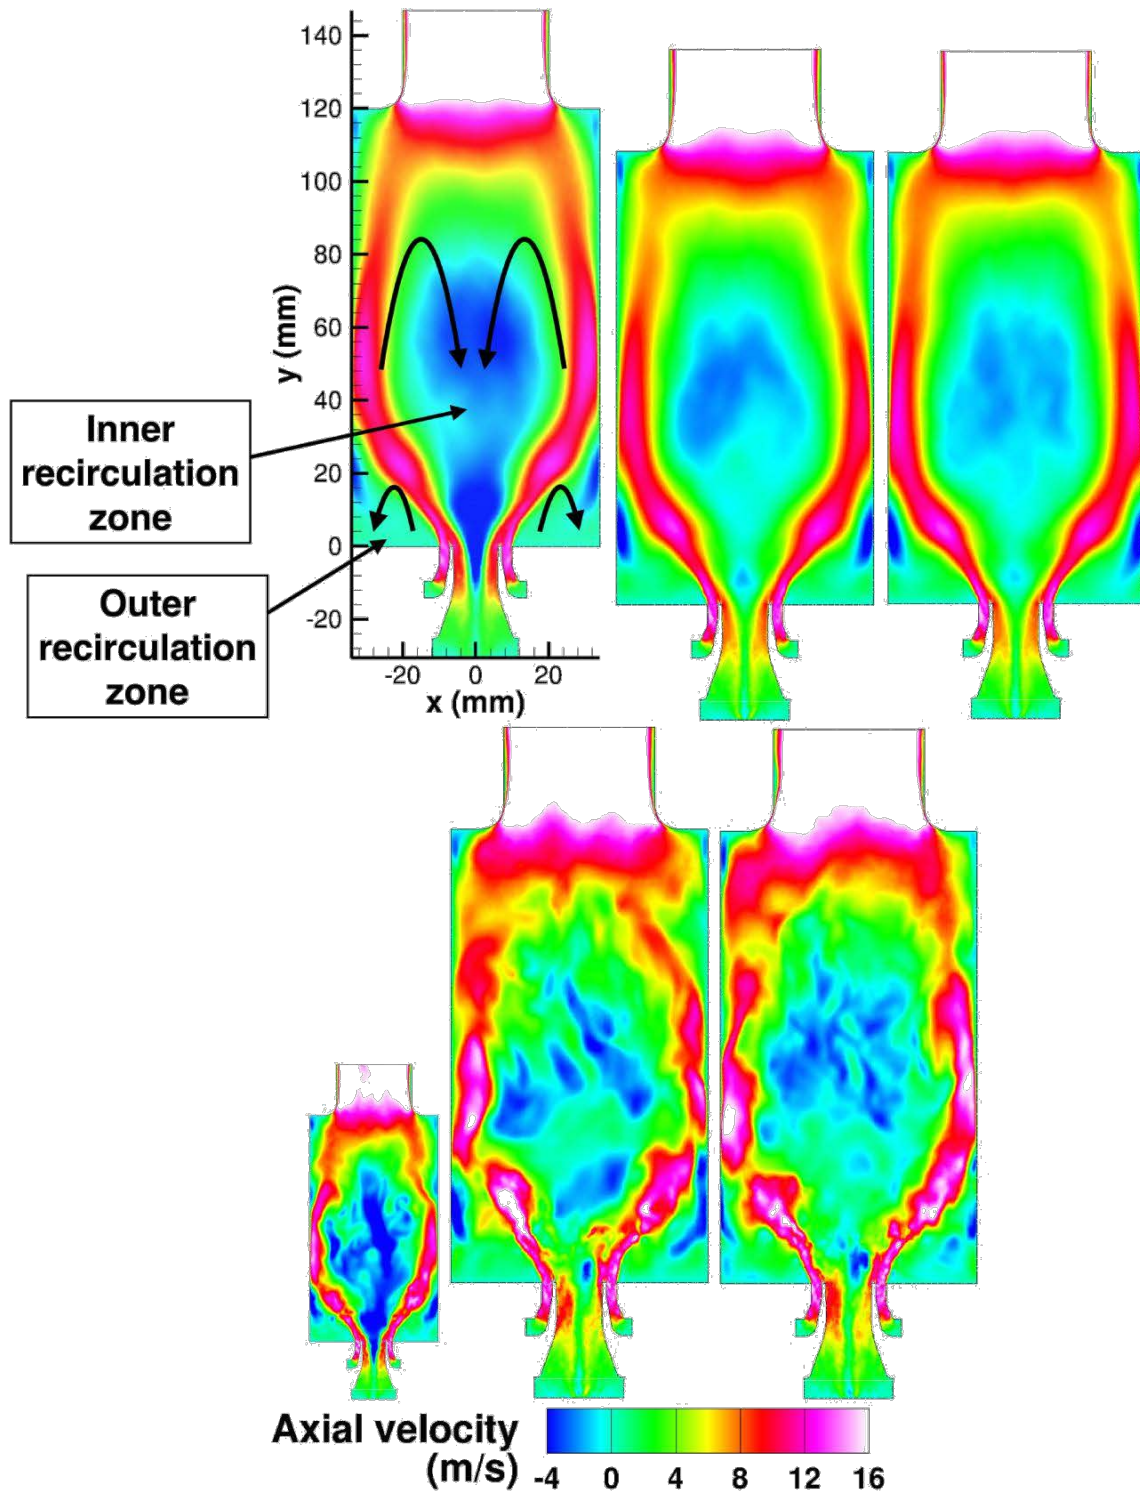 140
120
100
80
60
40
20
0
-20
y (mm)
-20 0 20
x (mm)
Inner
recirculation
zone
Outer
recirculation
zone
Axial velocity
(m/s)
-4 0 4 8 12 16